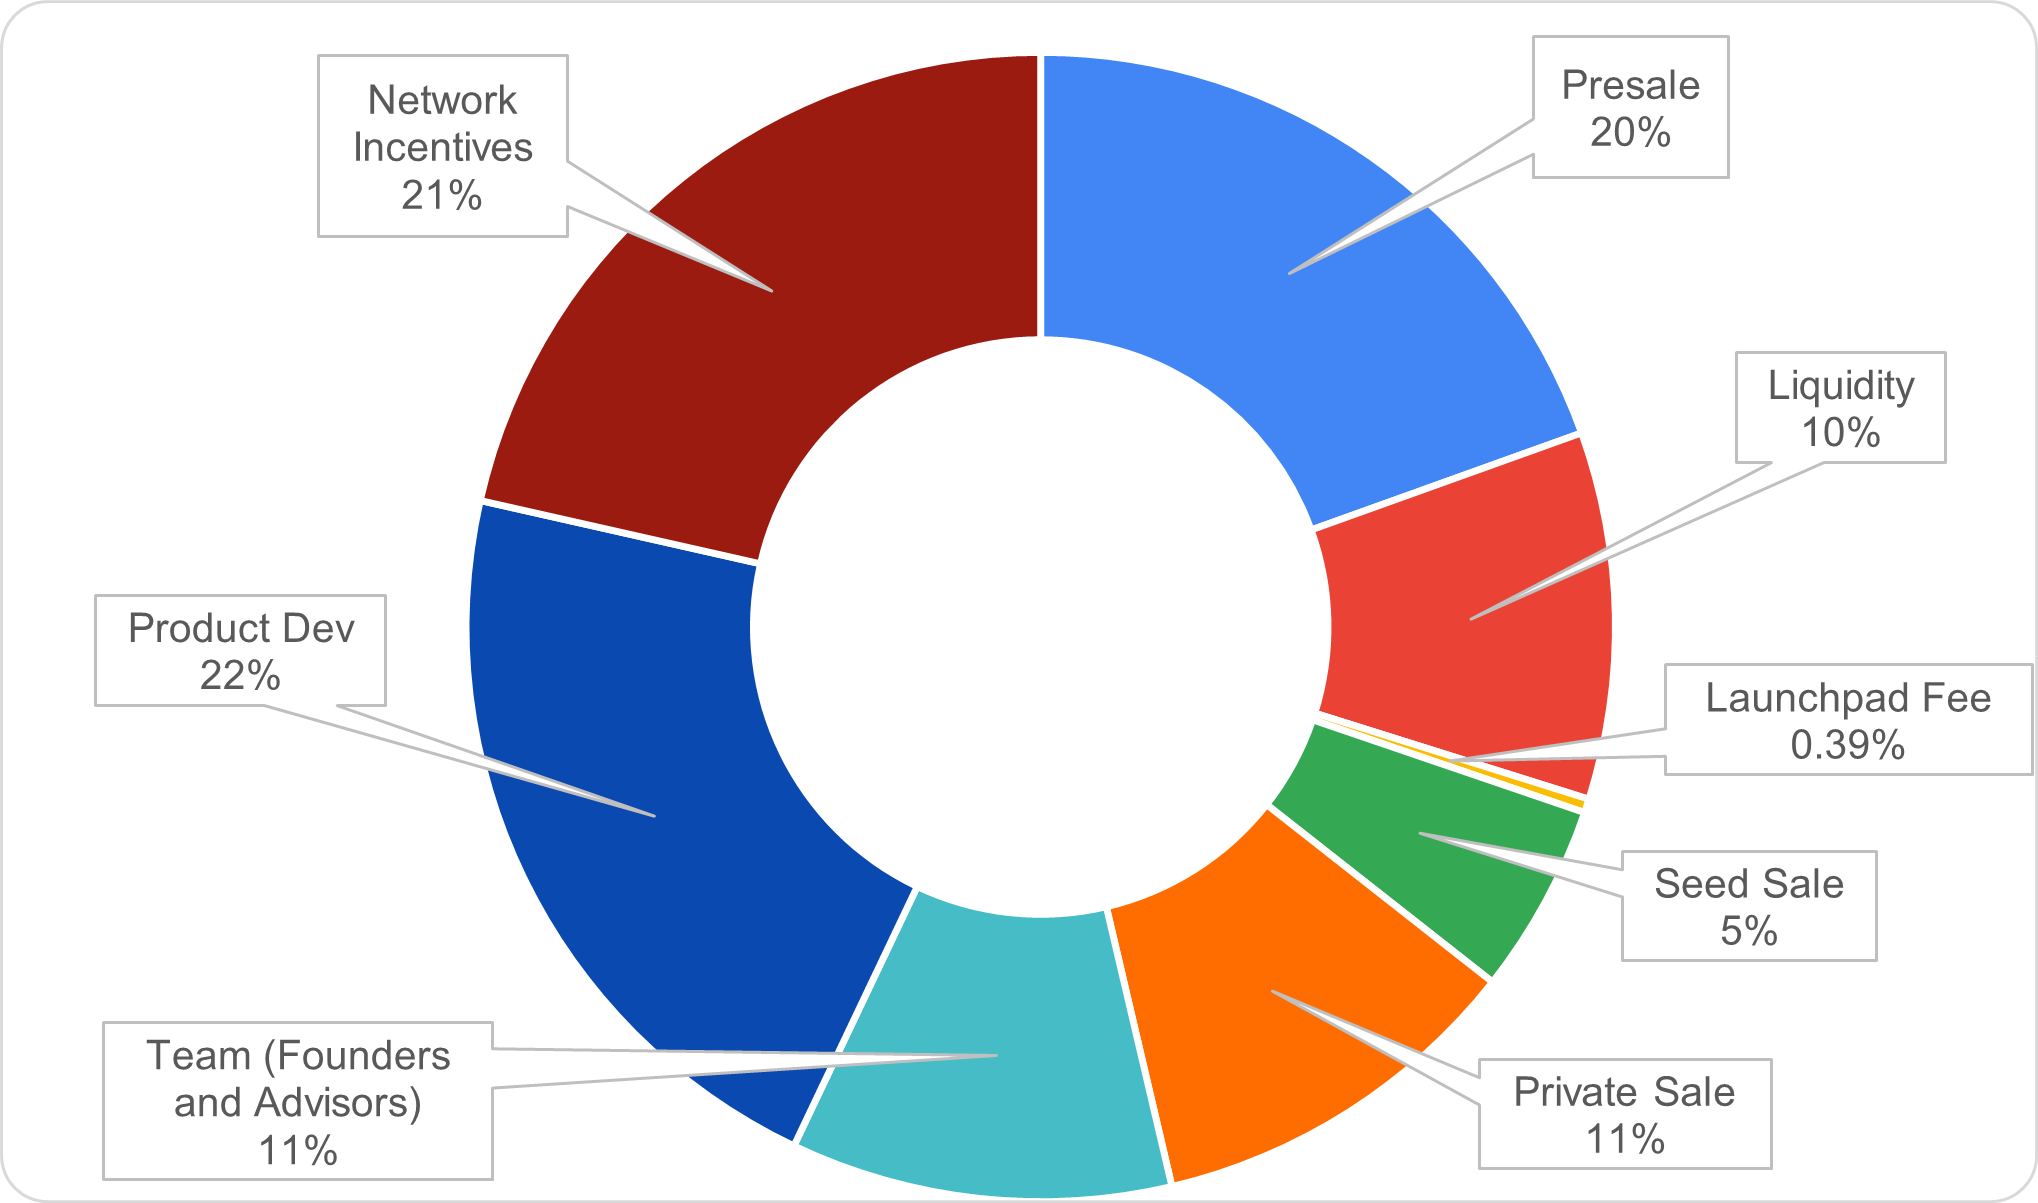 Network
Incentives
21%
Presale
20%
Liquidity
10%
Launchpad Fee
0.39%
Seed Sale
5%
Private Sale
11%
Team (Founders
and Advisors)
11%
Product Dev
22%